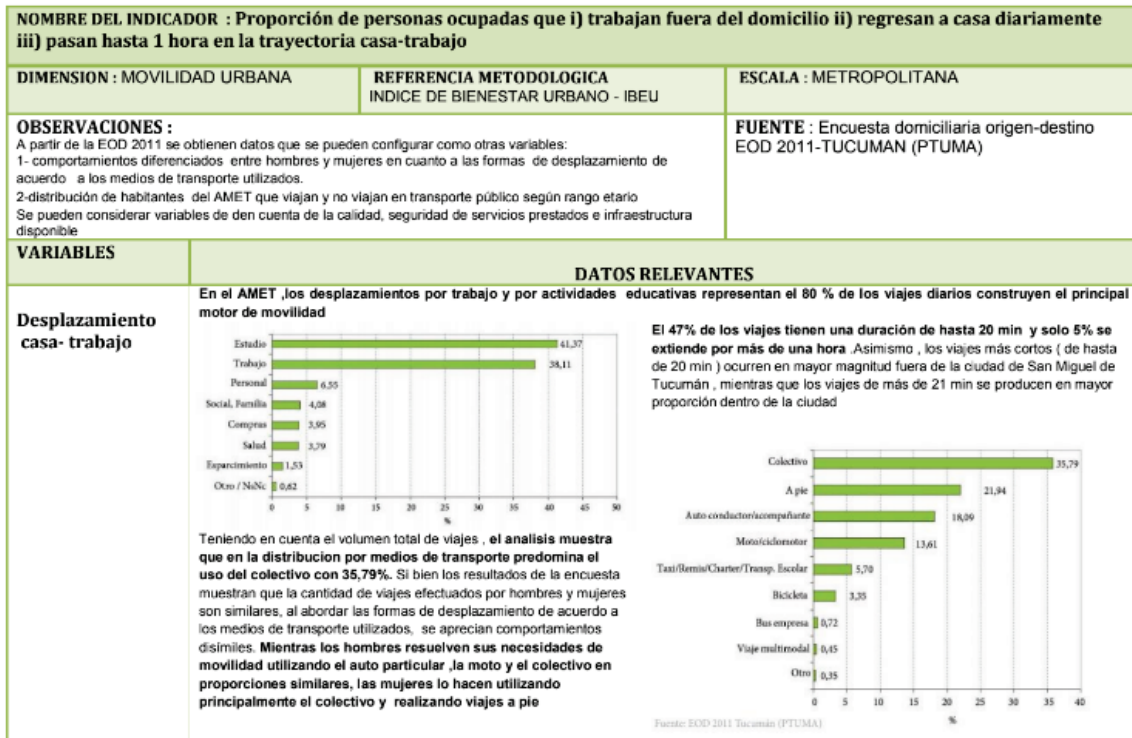 NOMBRE DEL INDICADOR : Proporción de personas ocupadas que i) trabajan fuera del domicilio ii) regresan a casa diariamente
iii) pasan hasta 1 hora en la trayectoria casa-trabajo
DIMENSION : MOVILIDAD URBANA
REFERENCIA METODOLOGICA
INDICE DE BIENESTAR URBANO - IBEU
ESCALA : METROPOLITANA
OBSERVACIONES :
A partir de la EOD 2011 se obtienen datos que se pueden configurar como otras variables:
1- comportamientos diferenciados entre hombres y mujeres en cuanto a las formas de desplazamiento de
acuerdo a los medios de transporte utilizados.
2-distribución de habitantes del AMET que viajan y no viajan en transporte público según rango etario
Se pueden considerar variables de den cuenta de la calidad, seguridad de servicios prestados e infraestructura
disponible
FUENTE : Encuesta domiciliaria origen-destino
EOD 2011-TUCUMAN (PTUMA)
VARIABLES
DATOS RELEVANTES
Desplazamiento
casa- trabajo
En el AMET ,los desplazamientos por trabajo y por actividades educativas representan el 80 % de los viajes diarios construyen el principal
motor de movilidad
Estudio 41,37
Trabajo 38,11
Personal 6,55
Social, Familia 4,08
Compras 3,95
Salud 3,79
Esparcimiento 1,53
Otro / NsNc 0,62
0 5 10 15 20 25 30 35 40 45 50
%
Teniendo en cuenta el volumen total de viajes , el analisis muestra
que en la distribucion por medios de transporte predomina el
uso del colectivo con 35,79%. Si bien los resultados de la encuesta
muestran que la cantidad de viajes efectuados por hombres y mujeres
son similares, al abordar las formas de desplazamiento de acuerdo a
los medios de transporte utilizados, se aprecian comportamientos
disímiles. Mientras los hombres resuelven sus necesidades de
movilidad utilizando el auto particular ,la moto y el colectivo en
proporciones similares, las mujeres lo hacen utilizando
principalmente el colectivo y realizando viajes a pie
El 47% de los viajes tienen una duración de hasta 20 min y solo 5% se
extiende por más de una hora .Asimismo , los viajes más cortos ( de hasta
de 20 min ) ocurren en mayor magnitud fuera de la ciudad de San Miguel de
Tucumán , mientras que los viajes de más de 21 min se producen en mayor
proporción dentro de la ciudad
Colectivo 35,79
A pie 21,94
Auto conductor/acompañante 18,09
Moto/ciclomotor 13,61
Taxi/Remis/Charter/Transp. Escolar 5,70
Bicicleta 3,35
Bus empresa 0,72
Viaje multimodal 0,45
Otro 0,35
0 5 10 15 20 25 30 35 40
%
Fuente: EOD 2011 Tucumán (PTUMA)